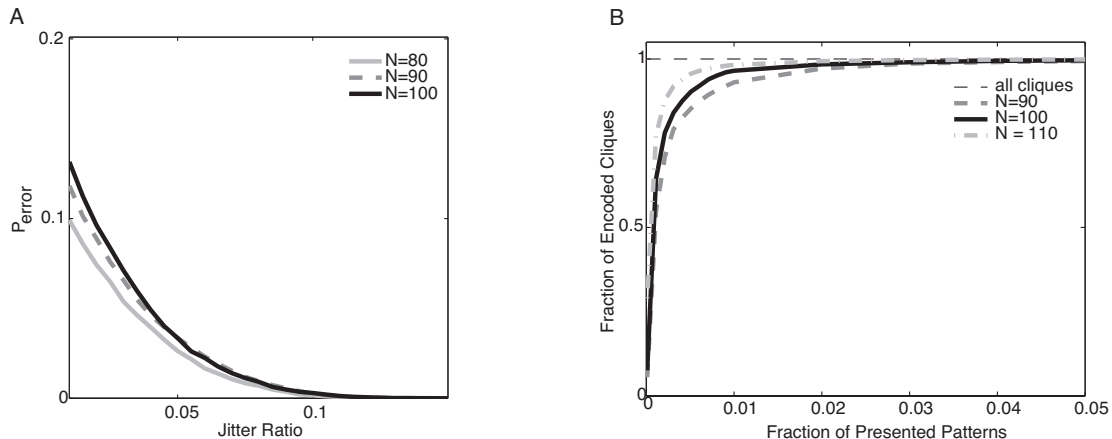 A
0.2
N=80
N=90
N=100
0.1
Perror
0
0.05
0.1
Jitter Ratio
B
1
all cliques
N=90
N=100
N = 110
0.5
Fraction of Encoded Cliques
0
0
0.01
0.02
0.03
0.04
0.05
Fraction of Presented Patterns